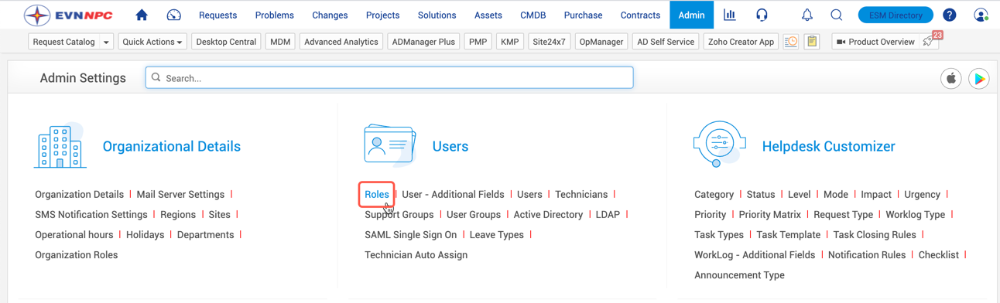 EVNNPC Requests Problems Changes Projects Solutions Assets CMDB Purchase Contracts Admin ESM Directory ?
Request Catalog Quick Actions Desktop Central MDM Advanced Analytics ADManager Plus PMP KMP Site24x7 OpManager AD Self Service Zoho Creator App Product Overview 23
Admin Settings Search...
Organizational Details
Organization Details | Mail Server Settings |
SMS Notification Settings | Regions | Sites |
Operational hours | Holidays | Departments |
Organization Roles
Users
Roles | User - Additional Fields | Users | Technicians |
Support Groups | User Groups | Active Directory | LDAP |
SAML Single Sign On | Leave Types |
Technician Auto Assign
Helpdesk Customizer
Category | Status | Level | Mode | Impact | Urgency |
Priority | Priority Matrix | Request Type | Worklog Type |
Task Types | Task Template | Task Closing Rules |
WorkLog - Additional Fields | Notification Rules | Checklist |
Announcement Type